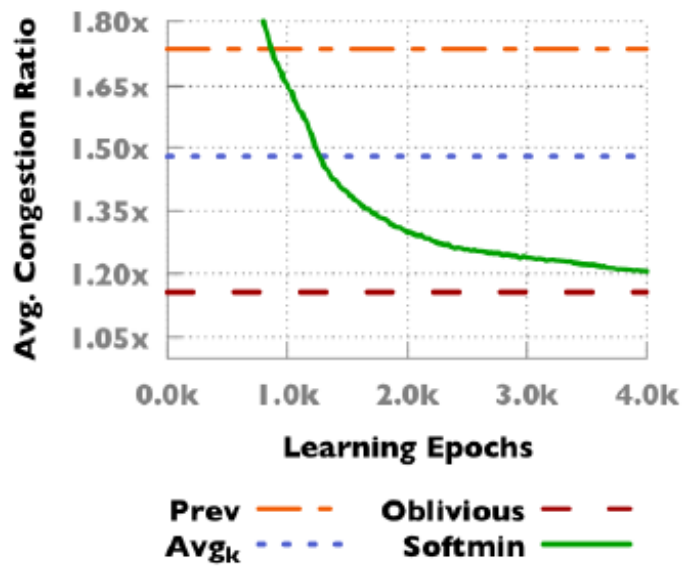 Avg. Congestion Ratio
1.80x
1.65x
1.50x
1.35x
1.20x
1.05x
0.0k 1.0k 2.0k 3.0k 4.0k
Learning Epochs
Prev Oblivious
Avgk Softmin